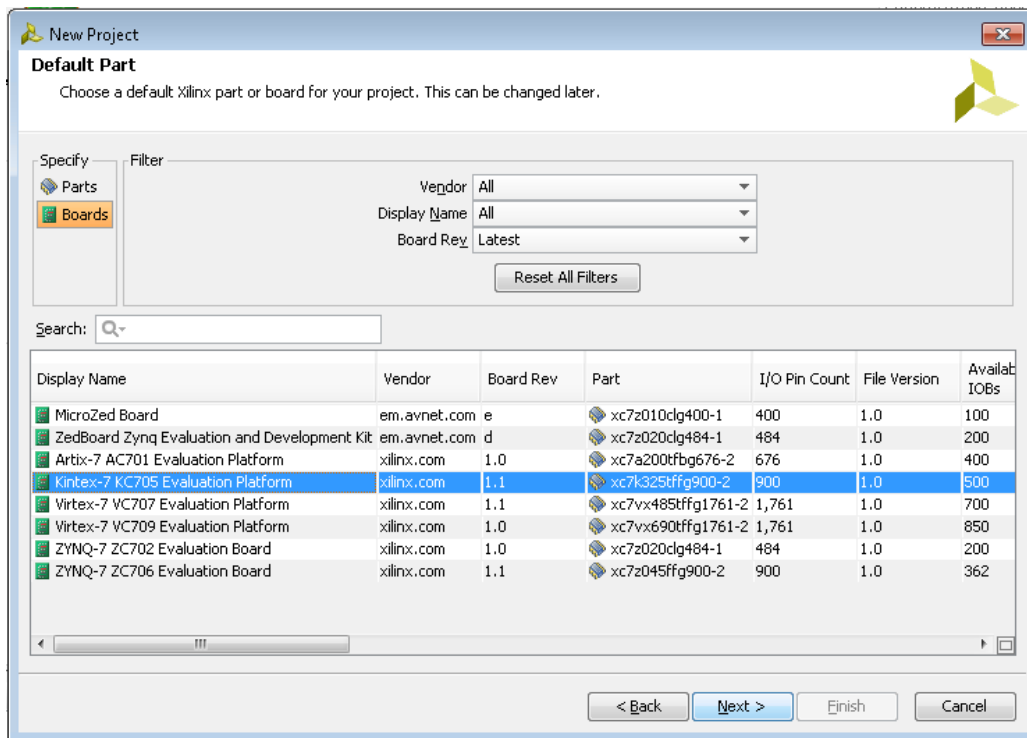 New Project
Default Part
Choose a default Xilinx part or board for your project. This can be changed later.
Specify
Filter
Parts
Boards
Vendor All
Display Name All
Board Rev Latest
Reset All Filters
Search:
Display Name Vendor Board Rev Part I/O Pin Count File Version Availab
IOBs
MicroZed Board em.avnet.com e xc7z010clg400-1 400 1.0 100
ZedBoard Zynq Evaluation and Development Kit em.avnet.com d xc7z020clg484-1 484 1.0 200
Artix-7 AC701 Evaluation Platform xilinx.com 1.0 xc7a200tfbg676-2 676 1.0 400
Kintex-7 KC705 Evaluation Platform xilinx.com 1.1 xc7k325tffg900-2 900 1.0 500
Virtex-7 VC707 Evaluation Platform xilinx.com 1.1 xc7vx485tffg1761-2 1,761 1.0 700
Virtex-7 VC709 Evaluation Platform xilinx.com 1.0 xc7vx690tffg1761-2 1,761 1.0 850
ZYNQ-7 ZC702 Evaluation Board xilinx.com 1.0 xc7z020clg484-1 484 1.0 200
ZYNQ-7 ZC706 Evaluation Board xilinx.com 1.1 xc7z045ffg900-2 900 1.0 362
< Back Next > Finish Cancel